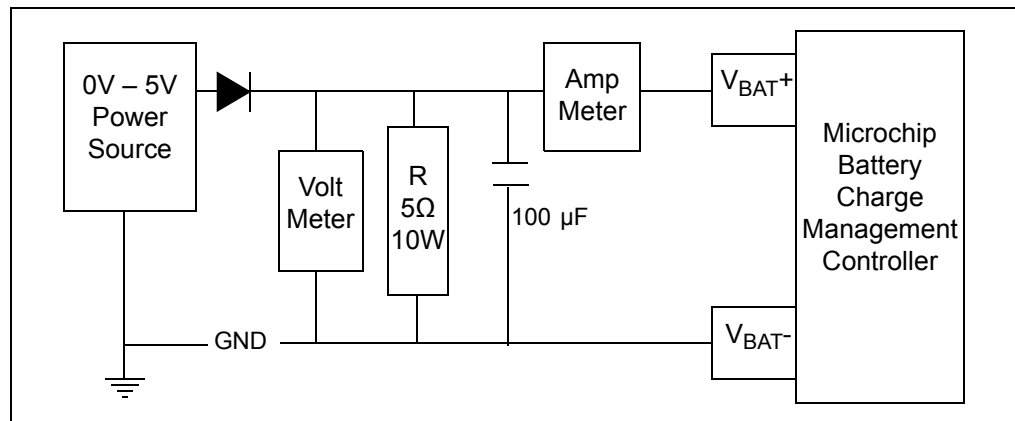 0V – 5V
Power
Source
Volt
Meter
R
5Ω
10W
100 µF
Amp
Meter
VBAT+
VBAT-
GND
Microchip
Battery
Charge
Management
Controller